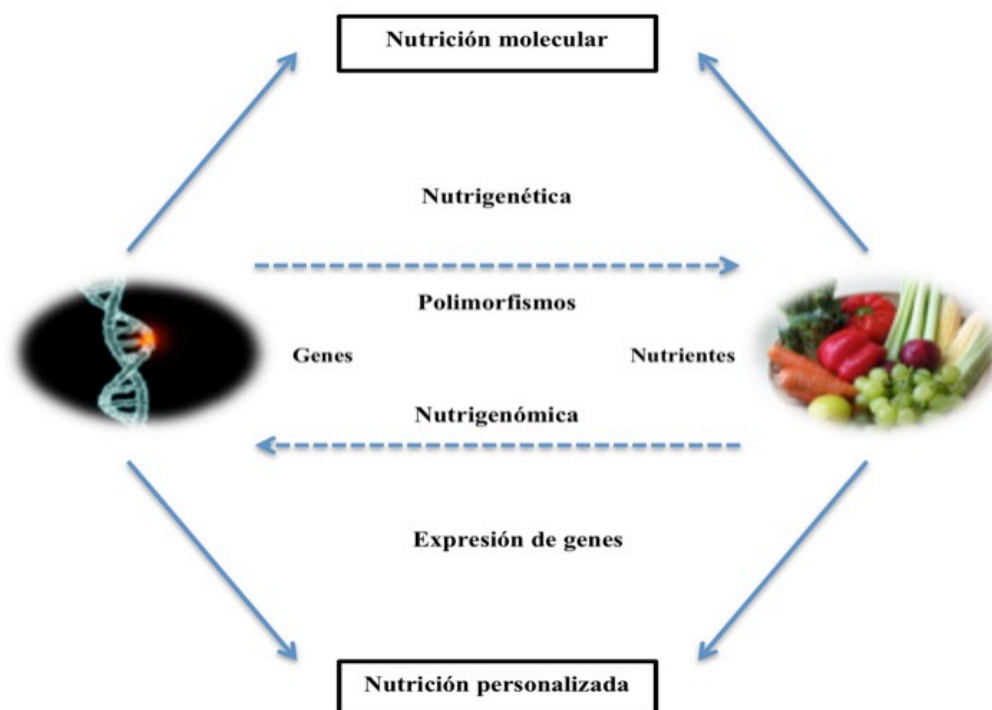 Nutrición molecular
Nutrigenética
Polimorfismos
Genes
Nutrientes
Nutrigenómica
Expresión de genes
Nutrición personalizada